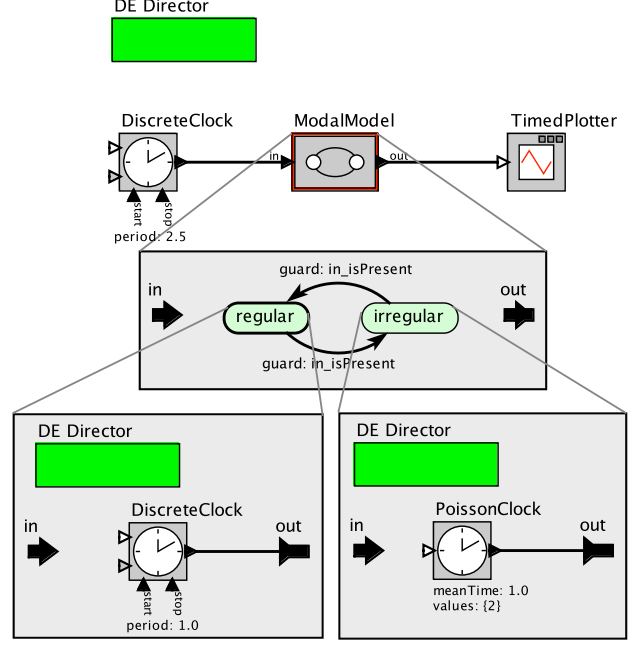 DE Director
DiscreteClock
ModalModel
TimedPlotter
in
out
start
stop
period: 2.5
guard: in_isPresent
in
out
regular
irregular
guard: in_isPresent
DE Director
DiscreteClock
in
out
start
stop
period: 1.0
DE Director
PoissonClock
in
out
meanTime: 1.0
values: {2}